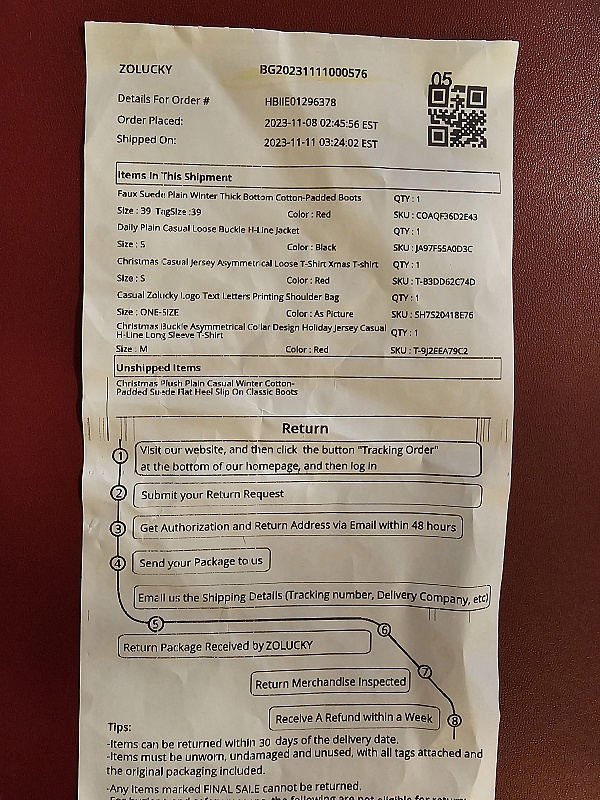 ZOLUCKY BG20231111000576
05
Details For Order # HBIIE01296378
Order Placed: 2023-11-08 02:45:56 EST
Shipped On: 2023-11-11 03:24:02 EST
Items In This Shipment
Faux Suede Plain Winter Thick Bottom Cotton-Padded Boots QTY : 1
Size : 39 TagSize :39 Color : Red SKU : COAQF36D2E43
Daily Plain Casual Loose Buckle H-Line Jacket QTY : 1
Size : S Color : Black SKU : JA97F55A0D3C
Christmas Casual Jersey Asymmetrical Loose T-Shirt Xmas T-shirt QTY : 1
Size : S Color : Red SKU : T-B3DD62C74D
Casual Zolucky Logo Text Letters Printing Shoulder Bag QTY : 1
Size : ONE-SIZE Color : As Picture SKU : SH7S20418E76
Christmas Buckle Asymmetrical Collar Design Holiday Jersey Casual QTY : 1
H-Line Long Sleeve T-Shirt
Size : M Color : Red SKU : T-9J2EEA79C2
Unshipped Items
Christmas Plush Plain Casual Winter Cotton-
Padded Suede Flat Heel Slip On Classic Boots
Return
1 Visit our website, and then click the button "Tracking Order"
at the bottom of our homepage, and then log in
2 Submit your Return Request
3 Get Authorization and Return Address via Email within 48 hours
4 Send your Package to us
Email us the Shipping Details (Tracking number, Delivery Company, etc)
5 6
Return Package Received by ZOLUCKY
Return Merchandise Inspected 7
Receive A Refund within a Week 8
Tips:
-Items can be returned within 30 days of the delivery date.
-Items must be unworn, undamaged and unused, with all tags attached and
the original packaging included.
-Any Items marked FINAL SALE cannot be returned.
the following are not eligible for return